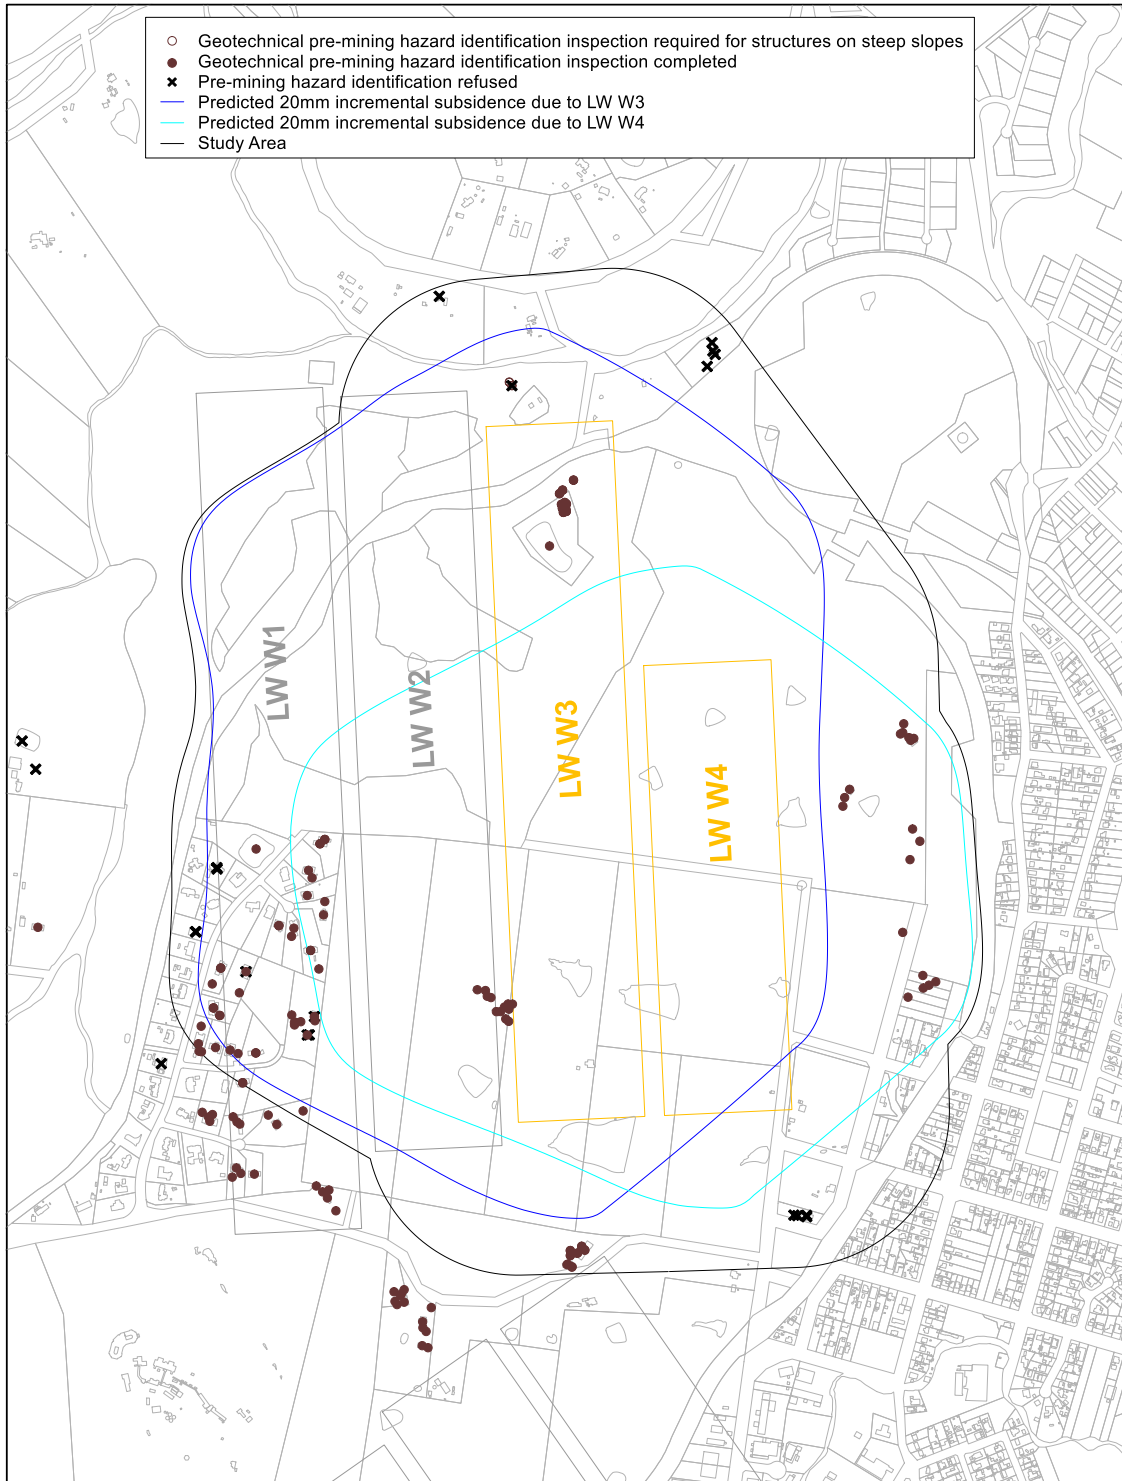 Geotechnical pre-mining hazard identification inspection required for structures on steep slopes
Geotechnical pre-mining hazard identification inspection completed
Pre-mining hazard identification refused
Predicted 20mm incremental subsidence due to LW W3
Predicted 20mm incremental subsidence due to LW W4
Study Area
LW W1
LW W2
LW W3
LW W4